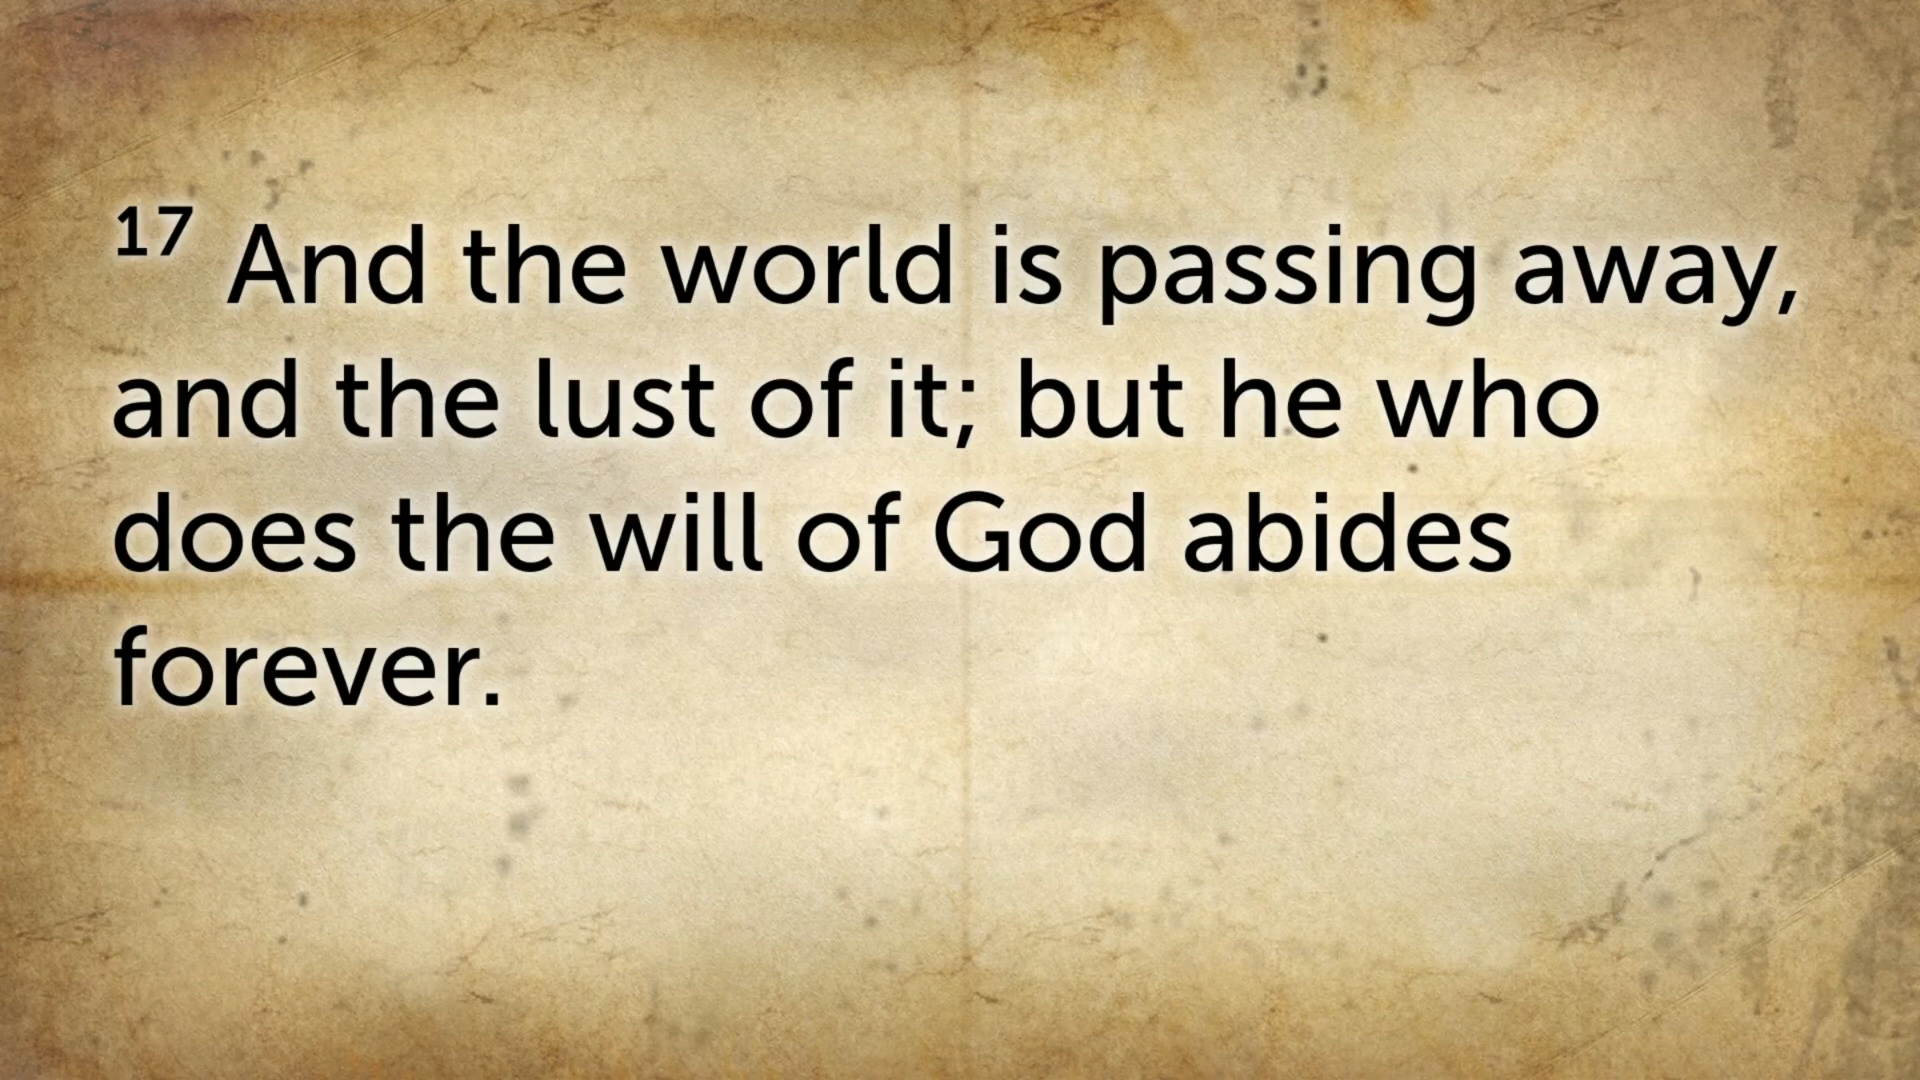 17 And the world is passing away,
and the lust of it; but he who
does the will of God abides
forever.